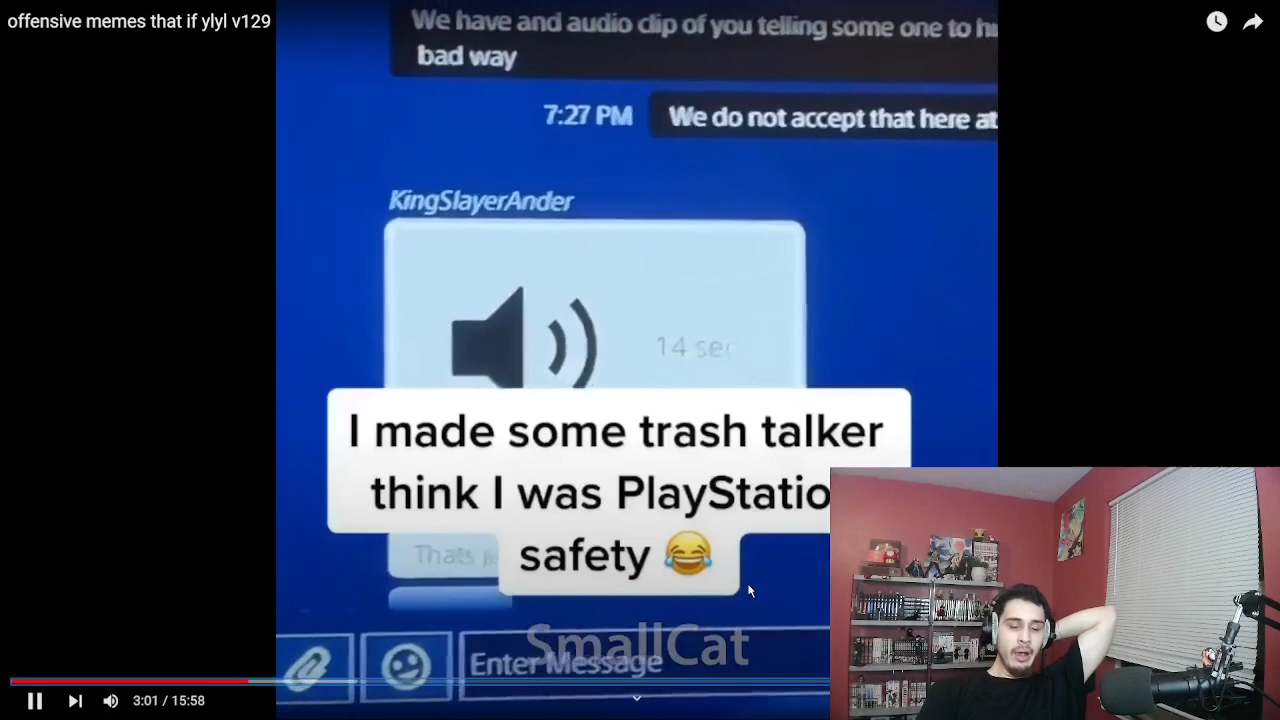 offensive memes that if ylyl v129
We have and audio clip of you telling some one to
bad way
7:27 PM
We do not accept that here at
KingSlayerAnder
14 sec
I made some trash talker
think I was PlayStatio
safety 😂
Thats
SmallCat
Enter Message
3:01 / 15:58